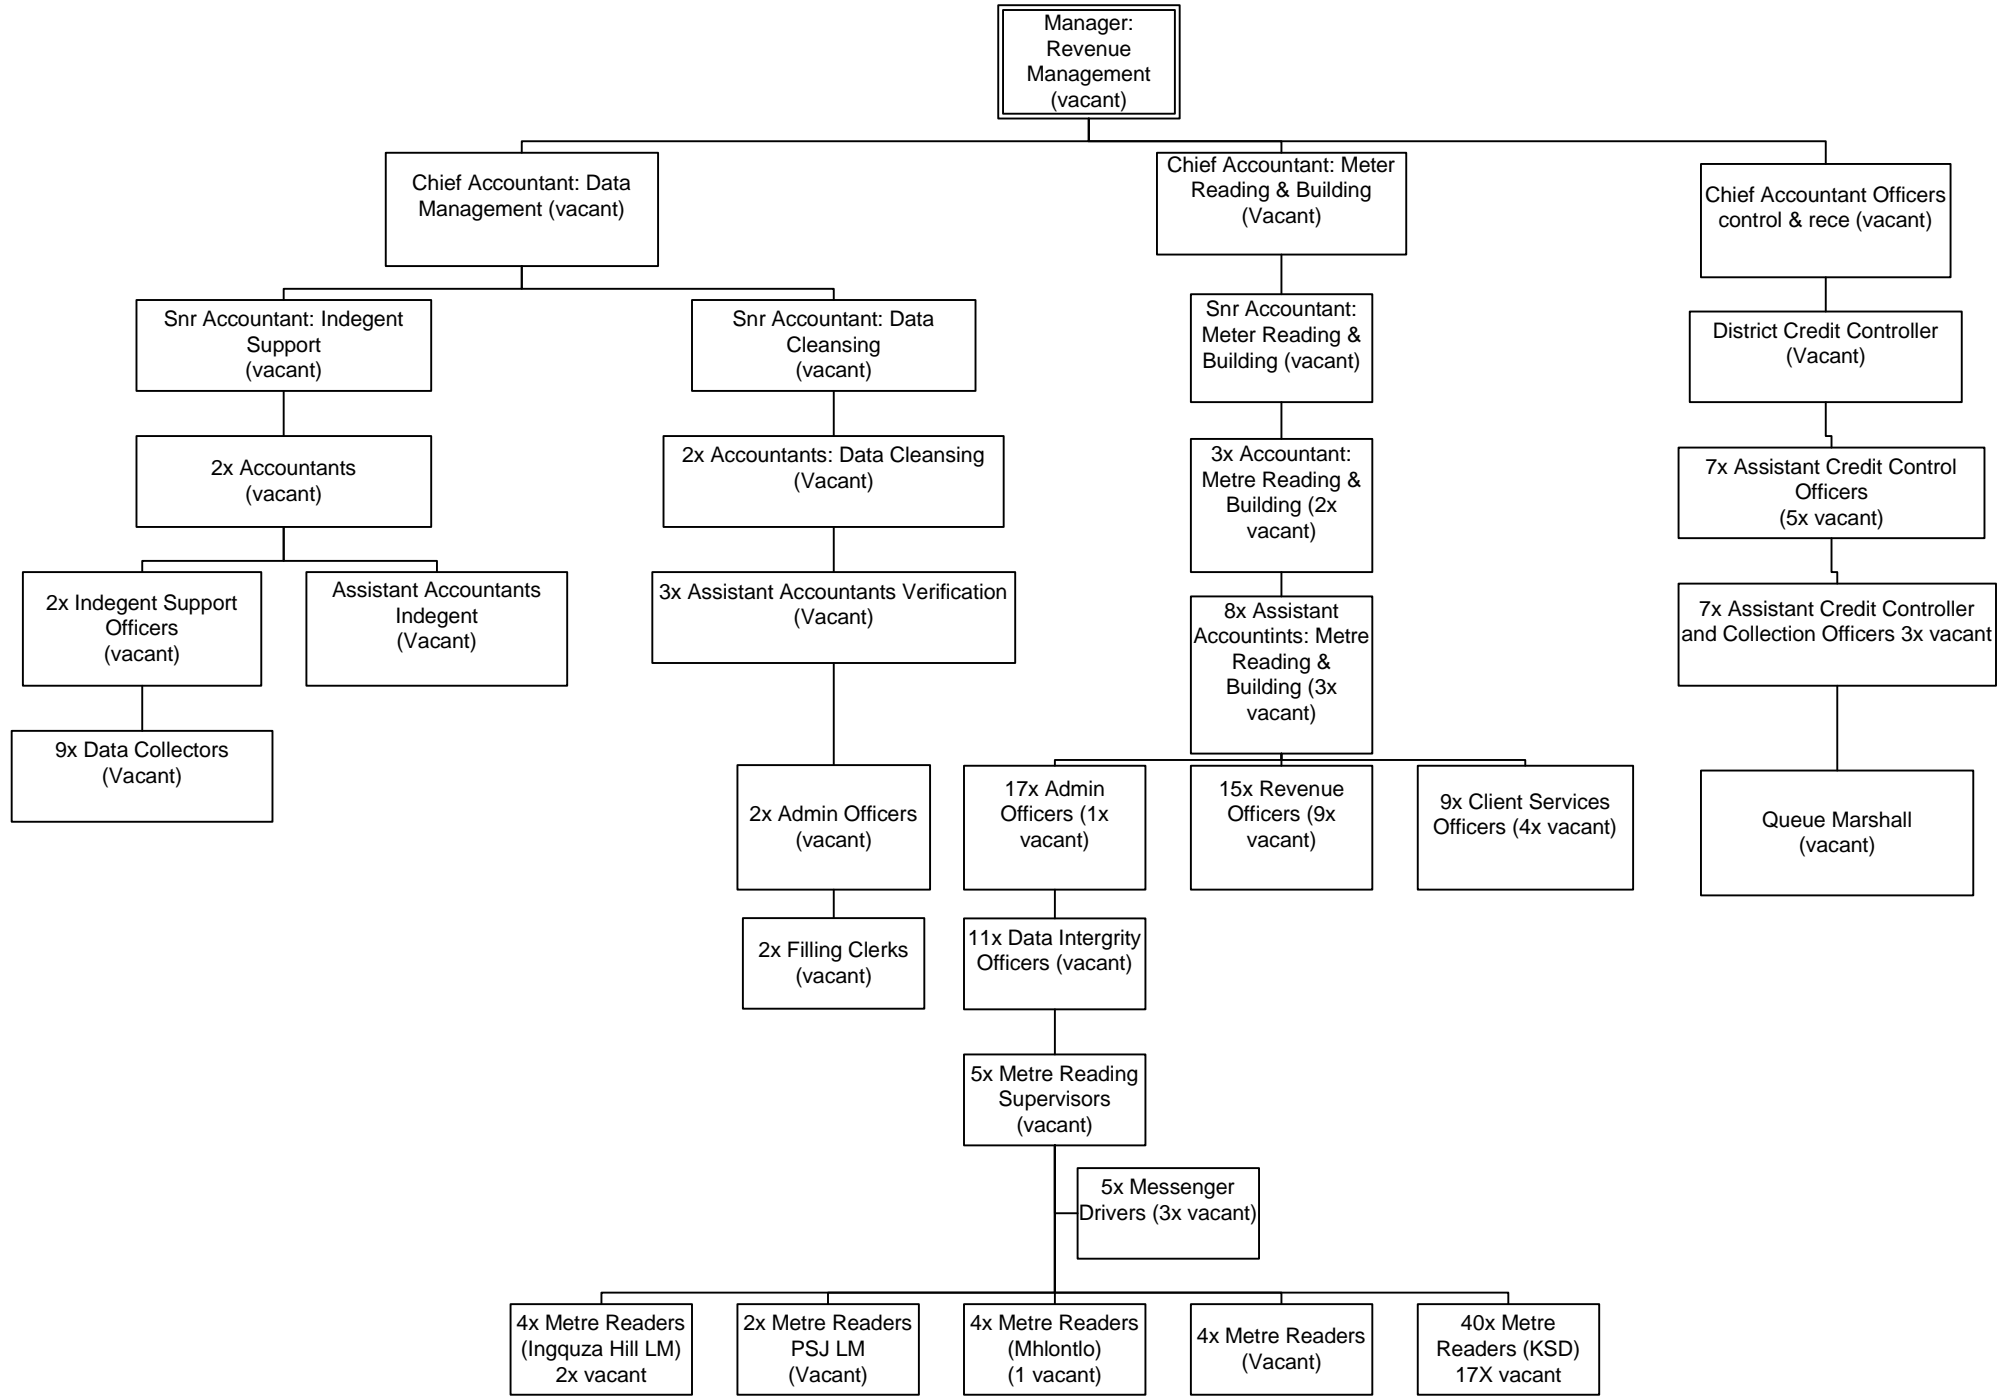 Manager:
Revenue
Management
(vacant)
Chief Accountant: Data
Management (vacant)
Chief Accountant: Meter
Reading & Building
(Vacant)
Chief Accountant Officers
control & rece (vacant)
Snr Accountant: Indegent
Support
(vacant)
Snr Accountant: Data
Cleansing
(vacant)
Snr Accountant:
Meter Reading &
Building (vacant)
District Credit Controller
(Vacant)
2x Accountants
(vacant)
2x Accountants: Data Cleansing
(Vacant)
3x Accountant:
Metre Reading &
Building (2x
vacant)
7x Assistant Credit Control
Officers
(5x vacant)
2x Indegent Support
Officers
(vacant)
Assistant Accountants
Indegent
(Vacant)
3x Assistant Accountants Verification
(Vacant)
8x Assistant
Accountints: Metre
Reading &
Building (3x
vacant)
7x Assistant Credit Controller
and Collection Officers 3x vacant
9x Data Collectors
(Vacant)
2x Admin Officers
(vacant)
17x Admin
Officers (1x
vacant)
15x Revenue
Officers (9x
vacant)
9x Client Services
Officers (4x vacant)
Queue Marshall
(vacant)
2x Filling Clerks
(vacant)
11x Data Intergrity
Officers (vacant)
5x Metre Reading
Supervisors
(vacant)
5x Messenger
Drivers (3x vacant)
4x Metre Readers
(Ingquza Hill LM)
2x vacant
2x Metre Readers
PSJ LM
(Vacant)
4x Metre Readers
(Mhlontlo)
(1 vacant)
4x Metre Readers
(Vacant)
40x Metre
Readers (KSD)
17X vacant